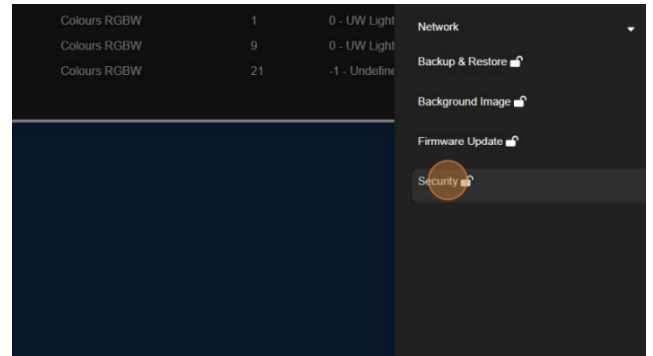 Colours RGBW 1 0 - UW Light
Colours RGBW 9 0 - UW Light
Colours RGBW 21 -1 - Undefine
Network
Backup & Restore
Background Image
Firmware Update
Security